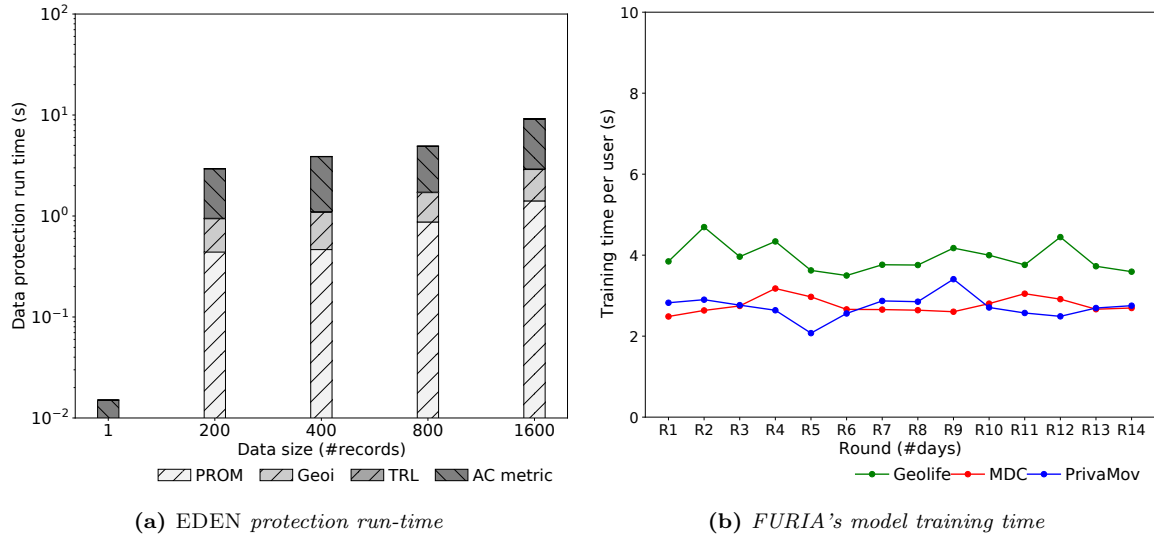 Data protection run time (s)
10²
10¹
10⁰
10⁻¹
10⁻²
1 200 400 800 1600
Data size (#records)
PROM Geoi TRL AC metric
(a) EDEN protection run-time
Training time per user (s)
10
8
6
4
2
0
R1 R2 R3 R4 R5 R6 R7 R8 R9 R10 R11 R12 R13 R14
Round (#days)
Geolife MDC PrivaMov
(b) FURIA's model training time